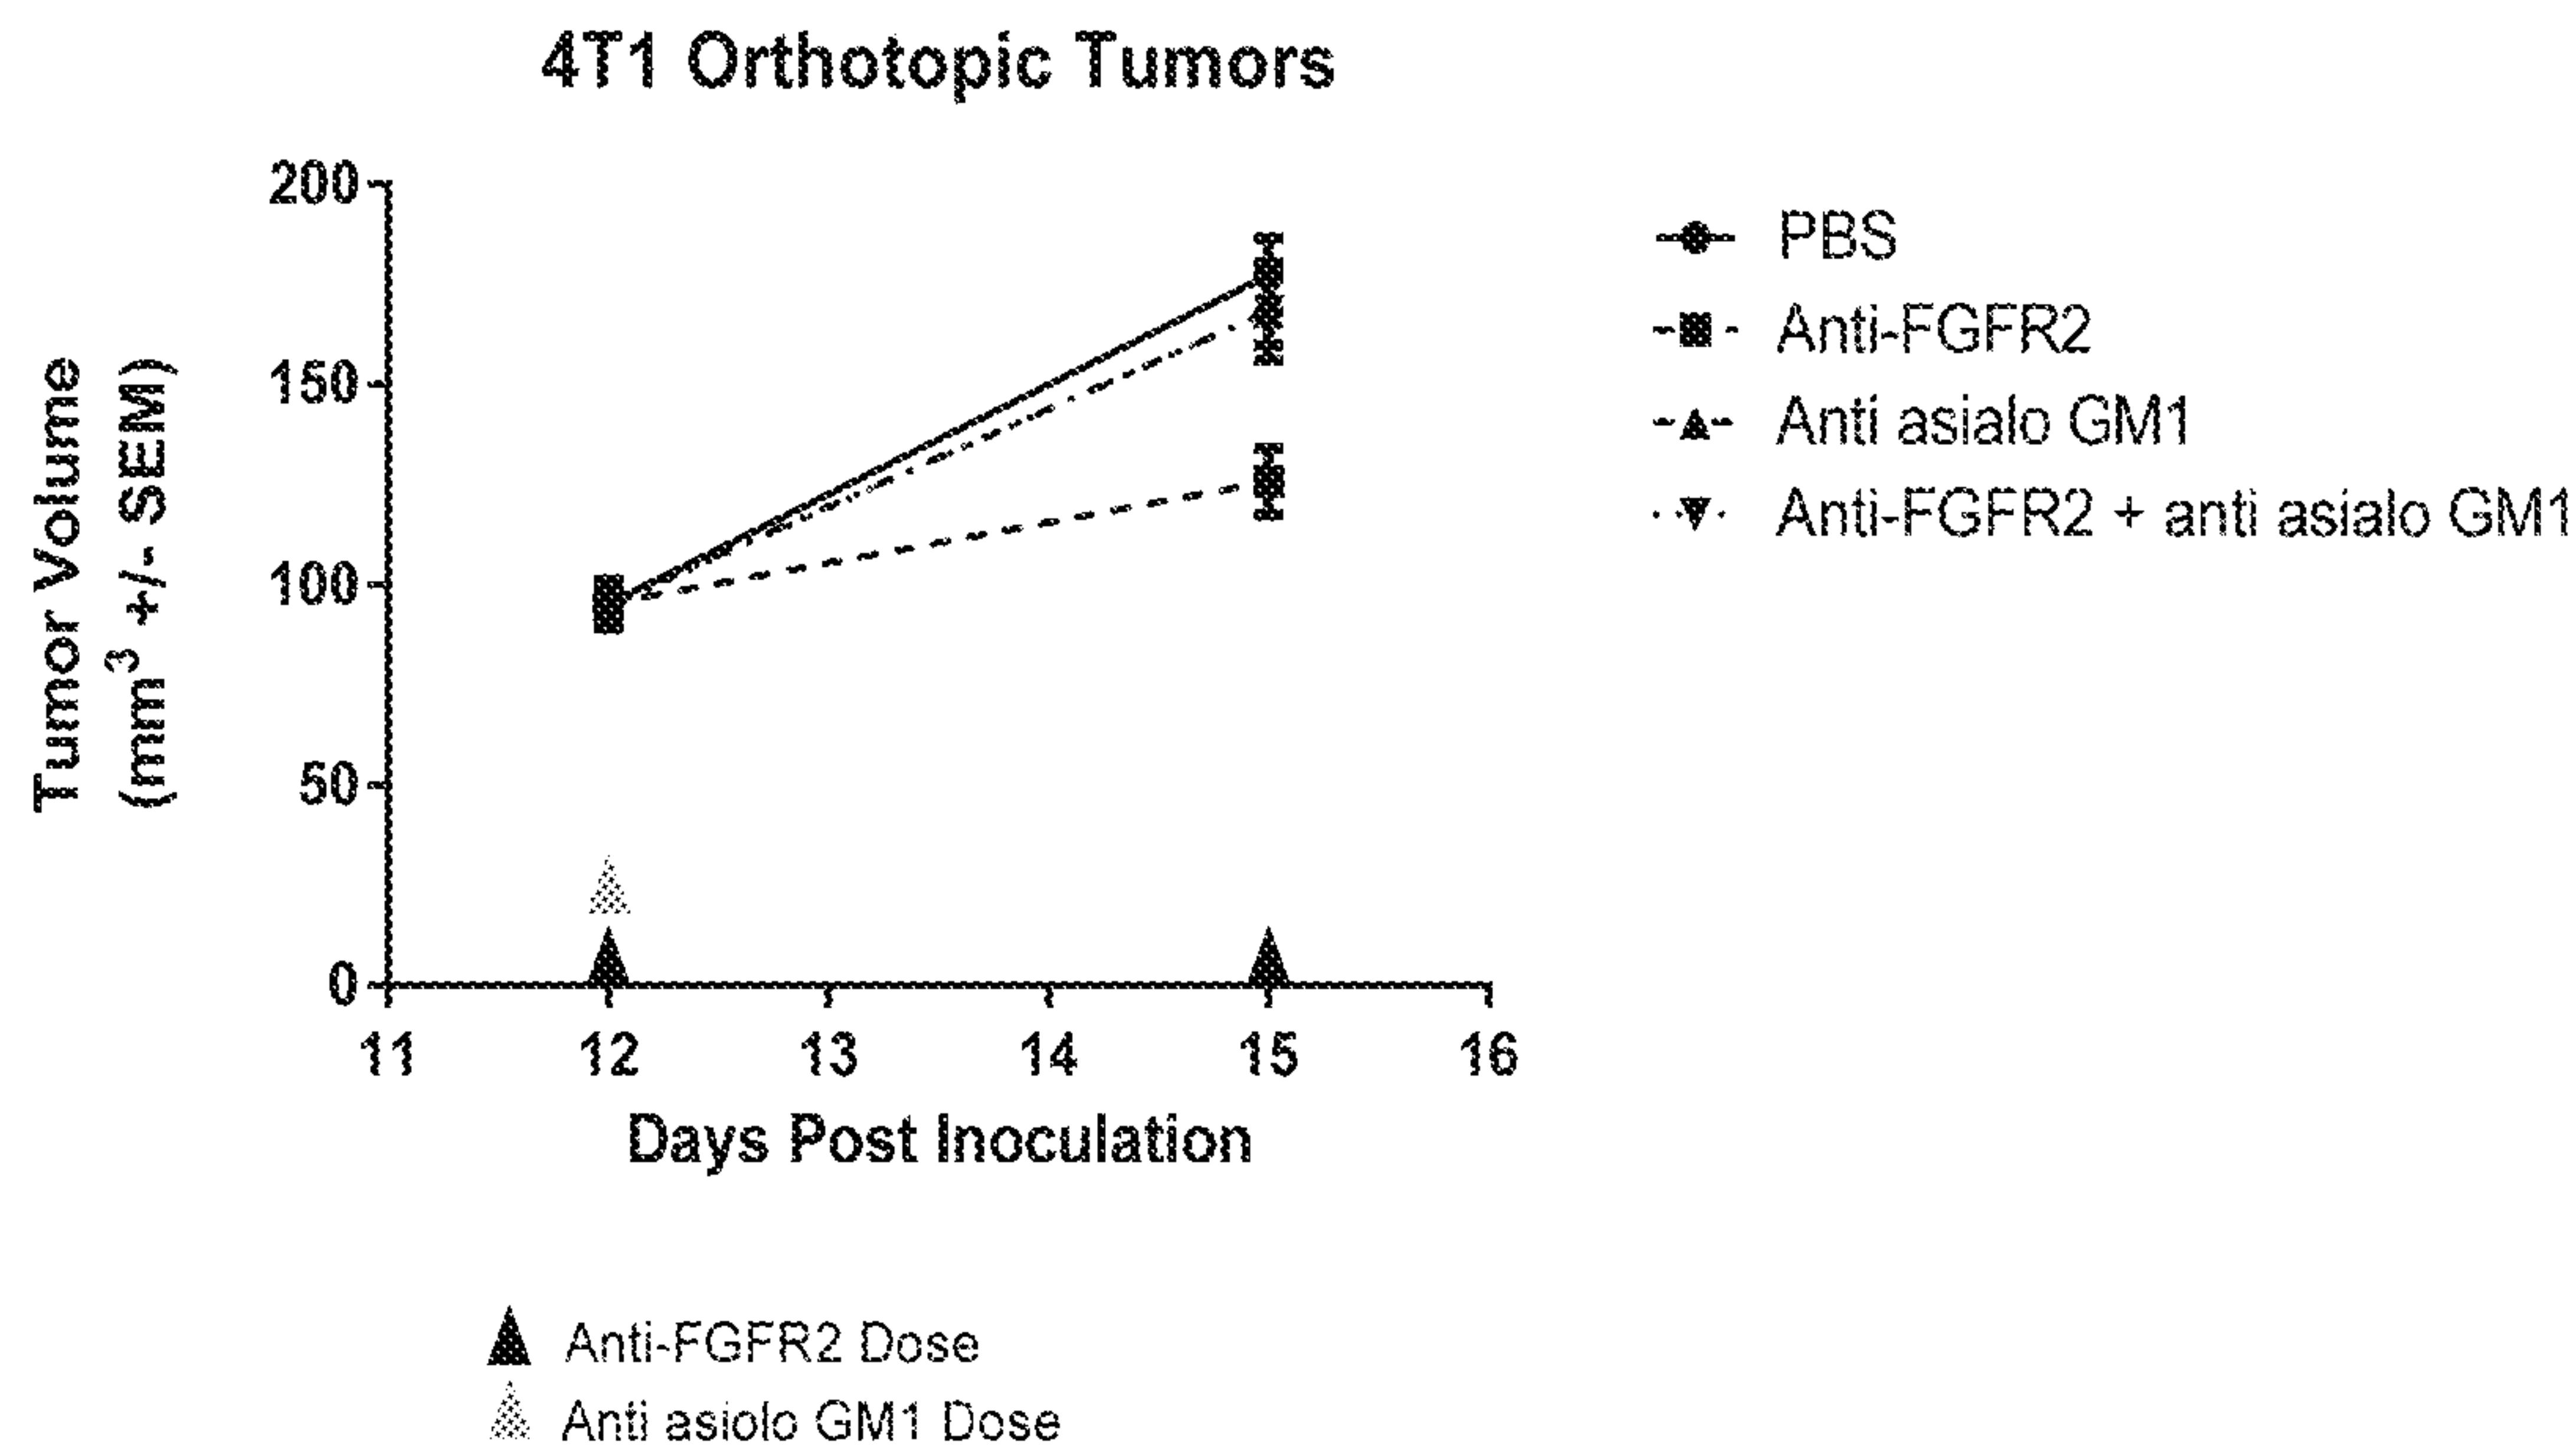 4T1 Orthotopic Tumors
Tumor Volume
(mm³ +/- SEM)
200
150
100
50
0
11 12 13 14 15 16
Days Post Inoculation
PBS
Anti-FGFR2
Anti asialo GM1
Anti-FGFR2 + anti asialo GM1
Anti-FGFR2 Dose
Anti asiolo GM1 Dose